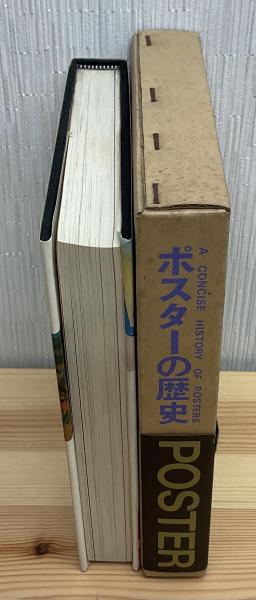 A CONCISE HISTORY OF POSTERS
ポスターの歴史
POSTER